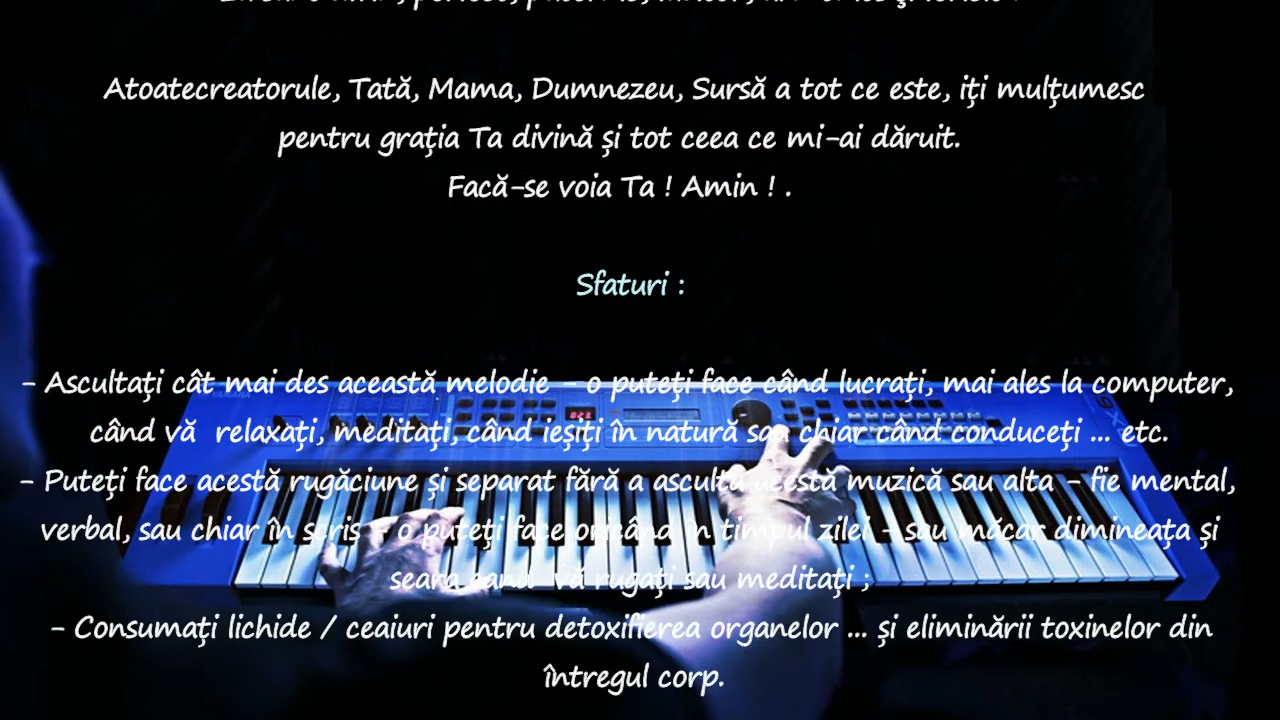 Atoatecreatorule, Tată, Mama, Dumnezeu, Sursă a tot ce este, iți mulțumesc
pentru grația Ta divină și tot ceea ce mi-ai dăruit.
Facă-se voia Ta ! Amin ! .
Sfaturi :
- Ascultați cât mai des această melodie - o puteți face când lucrați, mai ales la computer,
când vă relaxați, meditați, când ieșiți în natură sau chiar când conduceți ... etc.
- Puteți face acestă rugăciune și separat fără a asculta acestă muzică sau alta - fie mental,
verbal, sau chiar în scris - o puteți face oricând în timpul zilei - sau măcar dimineața și
seara cand vă rugați sau meditați ;
- Consumați lichide / ceaiuri pentru detoxifierea organelor ... și eliminării toxinelor din
întregul corp.
YAMAHA